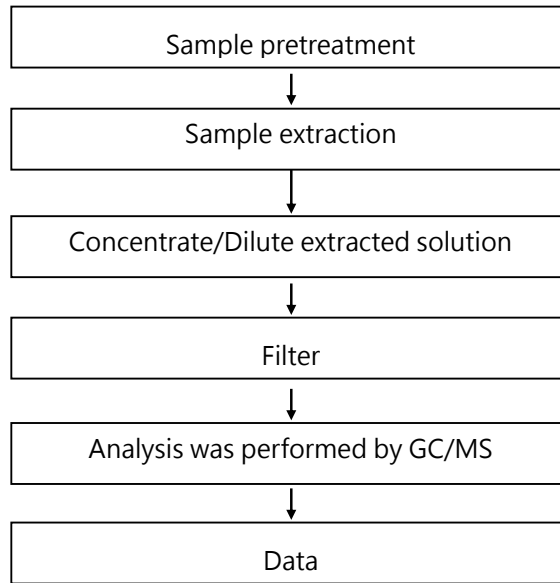 Sample pretreatment
Sample extraction
Concentrate/Dilute extracted solution
Filter
Analysis was performed by GC/MS
Data